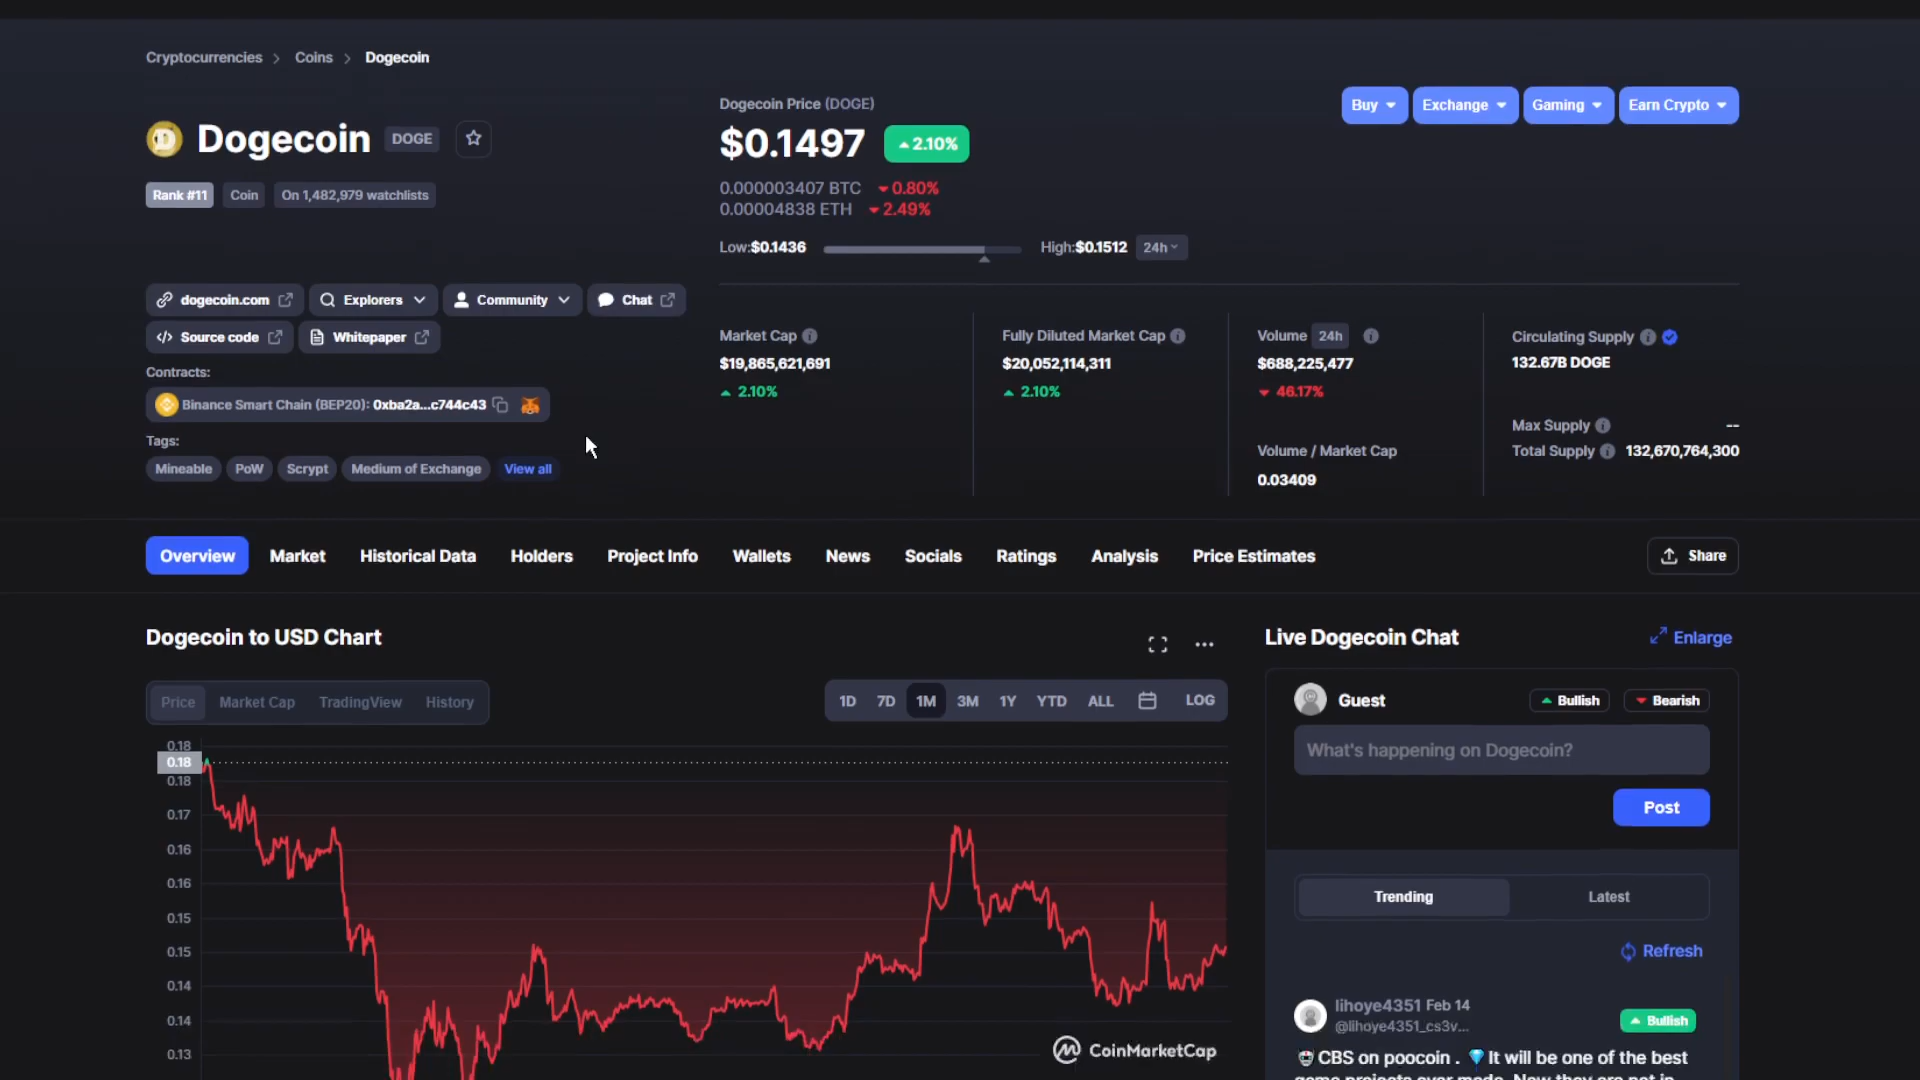 Cryptocurrencies > Coins > Dogecoin
Dogecoin DOGE
Rank #11 Coin On 1,482,979 watchlists
dogecoin.com Explorers Community Chat
Source code Whitepaper
Contracts:
Binance Smart Chain (BEP20): 0xba2a...c744c43
Tags:
Mineable PoW Scrypt Medium of Exchange View all
Dogecoin Price (DOGE)
$0.1497 2.10%
0.000003407 BTC 0.80%
0.00004838 ETH 2.49%
Low:$0.1436 High:$0.1512 24h
Buy Exchange Gaming Earn Crypto
Market Cap
$19,865,621,691
2.10%
Fully Diluted Market Cap
$20,052,114,311
2.10%
Volume 24h
$688,225,477
46.17%
Volume / Market Cap
0.03409
Circulating Supply
132.67B DOGE
Max Supply --
Total Supply 132,670,764,300
Overview Market Historical Data Holders Project Info Wallets News Socials Ratings Analysis Price Estimates Share
Dogecoin to USD Chart
Price Market Cap TradingView History
1D 7D 1M 3M 1Y YTD ALL LOG
0.18
0.18
0.18
0.17
0.16
0.16
0.15
0.15
0.14
0.14
0.13
CoinMarketCap
Live Dogecoin Chat Enlarge
Guest Bullish Bearish
What's happening on Dogecoin?
Post
Trending Latest
Refresh
lihoye4351 Feb 14
@lihoye4351_cs3v...
Bullish
CBS on poocoin . 💎It will be one of the best
game projects ever made. Now they are not in